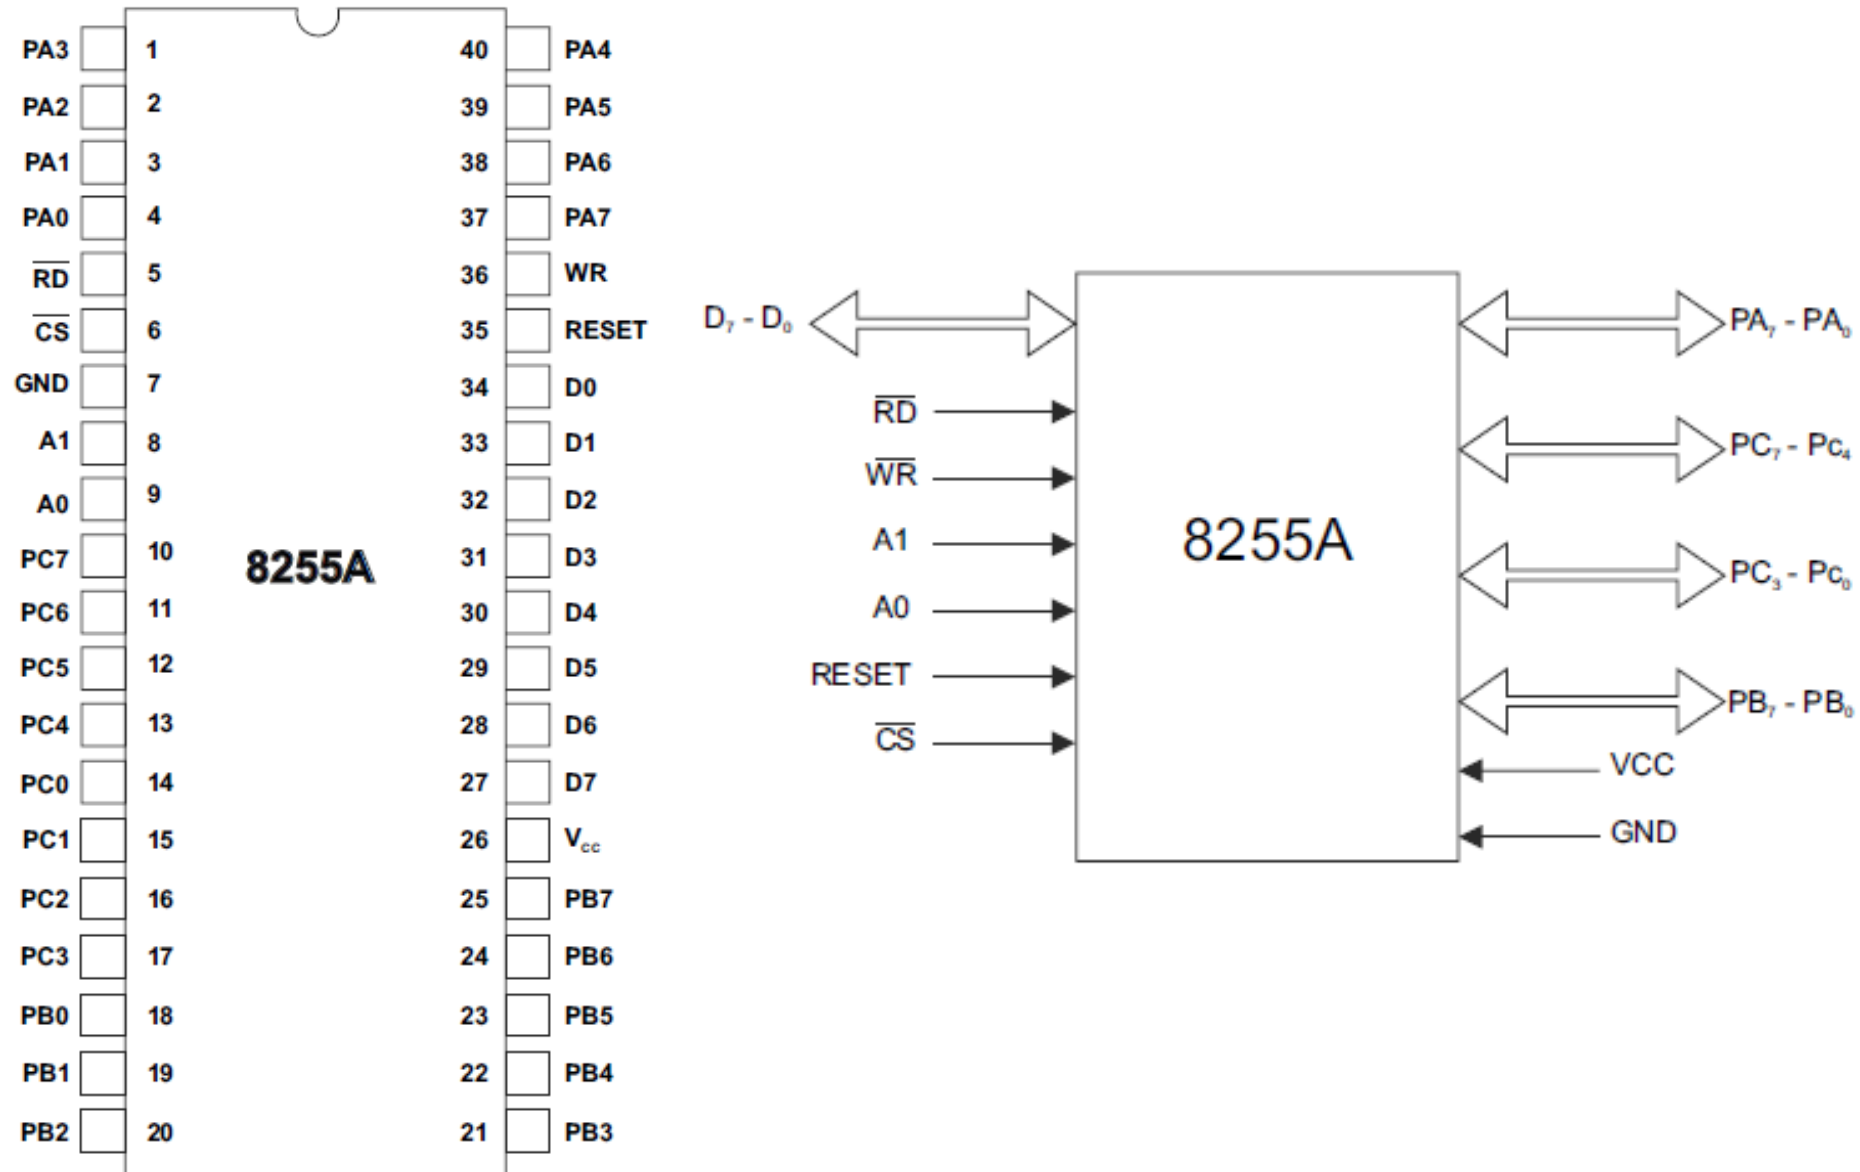 PA3 1 40 PA4
PA2 2 39 PA5
PA1 3 38 PA6
PA0 4 37 PA7
R̅D̅ 5 36 WR
C̅S̅ 6 35 RESET
GND 7 34 D0
A1 8 33 D1
A0 9 32 D2
PC7 10 31 D3
8255A
PC6 11 30 D4
PC5 12 29 D5
PC4 13 28 D6
PC0 14 27 D7
PC1 15 26 Vcc
PC2 16 25 PB7
PC3 17 24 PB6
PB0 18 23 PB5
PB1 19 22 PB4
PB2 20 21 PB3
D₇ - D₀
R̅D̅
W̅R̅
A1
A0
RESET
C̅S̅
8255A
PA₇ - PA₀
PC₇ - Pc₄
PC₃ - Pc₀
PB₇ - PB₀
VCC
GND